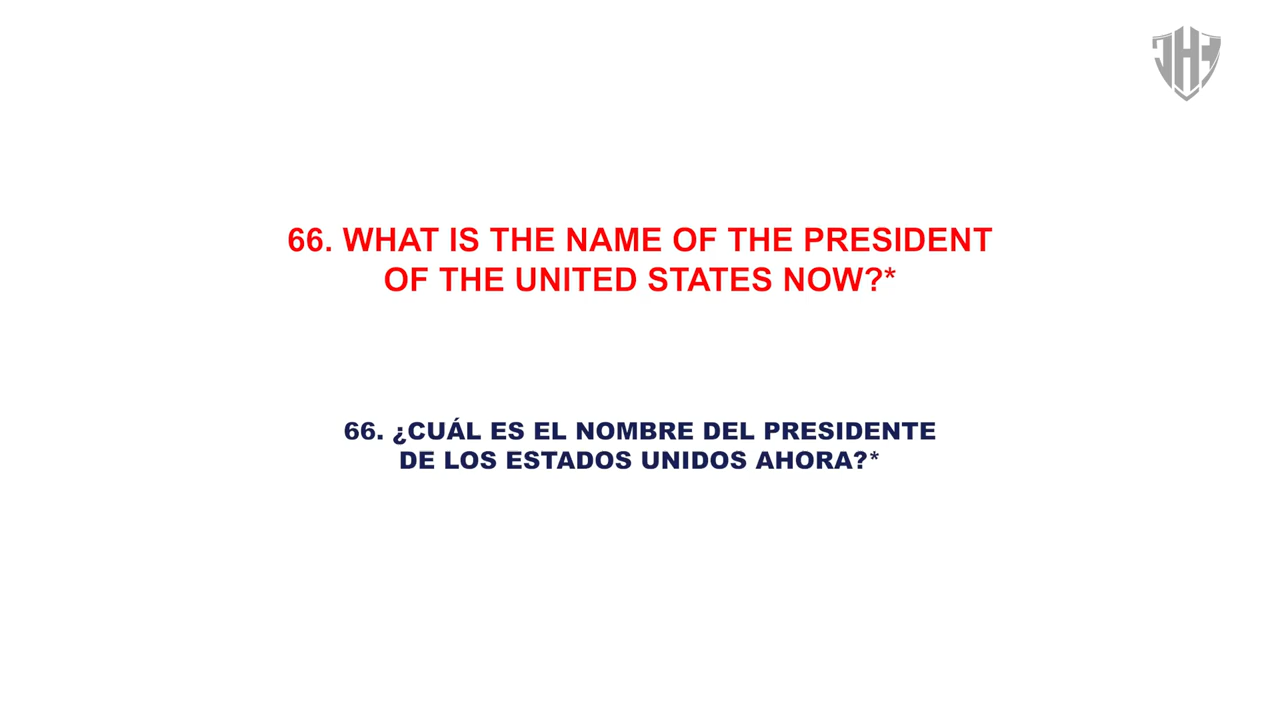 JHE
66. WHAT IS THE NAME OF THE PRESIDENT
OF THE UNITED STATES NOW?*
66. ¿CUÁL ES EL NOMBRE DEL PRESIDENTE
DE LOS ESTADOS UNIDOS AHORA?*